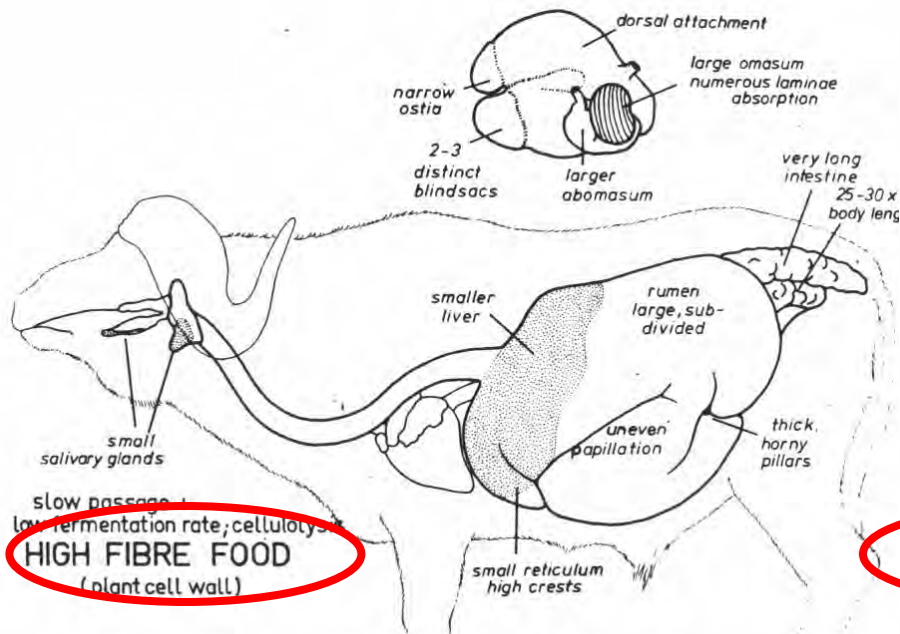 dorsal attachment
large omasum
numerous laminae
absorption
narrow
ostia
2-3
distinct
blindsacs
larger
abomasum
very long
intestine
25-30 x
body leng
smaller
liver
rumen
large, sub-
divided
uneven
papillation
thick,
horny
pillars
small
salivary glands
slow passage
low fermentation rate; cellulolysis
HIGH FIBRE FOOD
(plant cell wall)
small reticulum
high crests